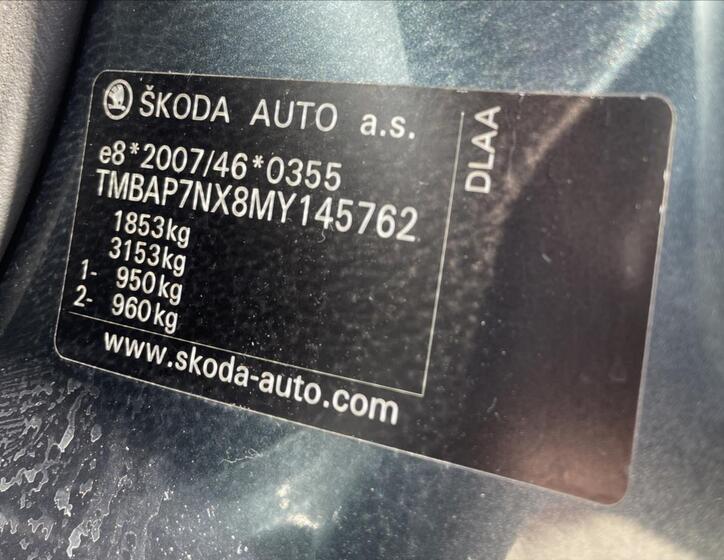 ŠKODA AUTO a.s.
e8*2007/46*0355
TMBAP7NX8MY145762
1853kg
3153kg
1- 950kg
2- 960kg
www.skoda-auto.com
DLAA